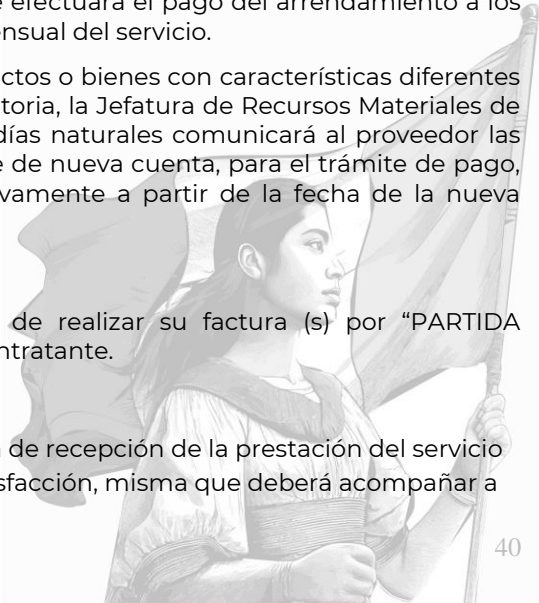 efectuará el pago del arrendamiento a los
ensual del servicio.
ctos o bienes con características diferentes
toria, la Jefatura de Recursos Materiales de
días naturales comunicará al proveedor las
de nueva cuenta, para el trámite de pago,
vamente a partir de la fecha de la nueva
de realizar su factura (s) por “PARTIDA
ntratante.
de recepción de la prestación del servicio
sfacción, misma que deberá acompañar a
40